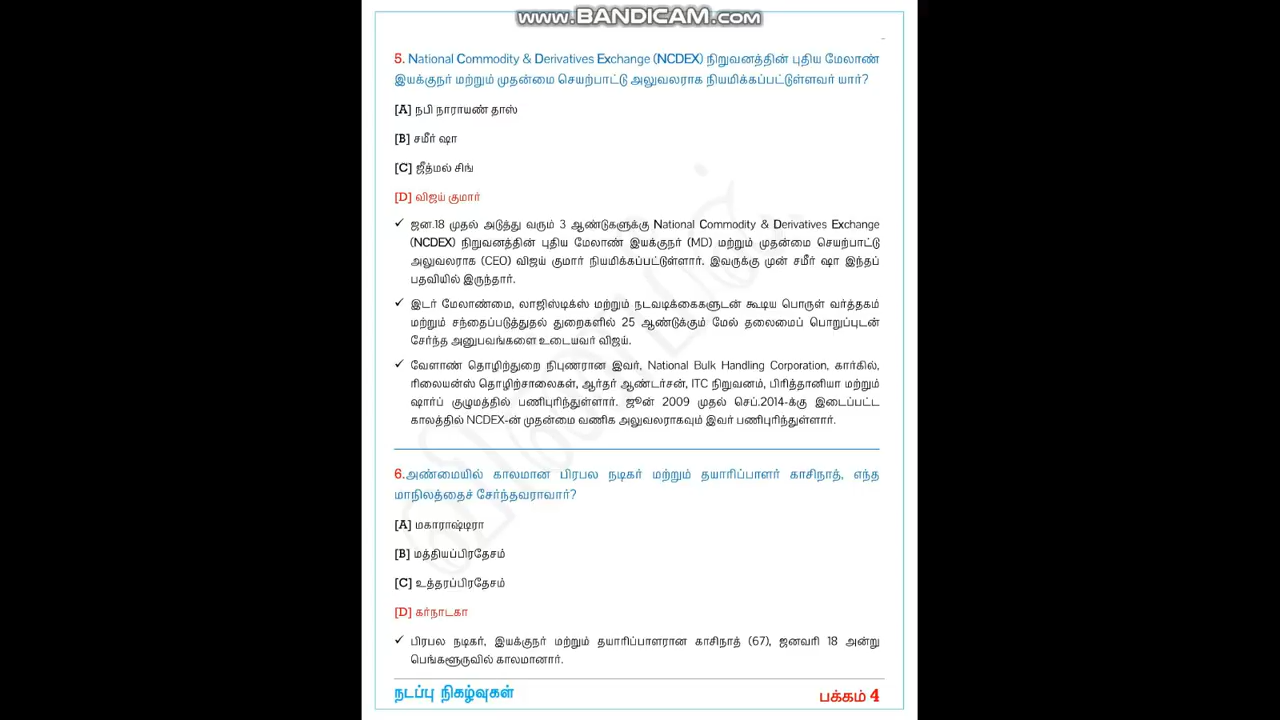 www.BANDICAM.com
5. National Commodity & Derivatives Exchange (NCDEX) நிறுவனத்தின் புதிய மேலாண்
இயக்குநர் மற்றும் முதன்மை செயற்பாட்டு அலுவலராக நியமிக்கப்பட்டுள்ளவர் யார்?
[A] நபி நாராயண் தாஸ்
[B] சமீர் ஷா
[C] ஜீத்மல் சிங்
[D] விஜய் குமார்
✓ ஜன.18 முதல் அடுத்து வரும் 3 ஆண்டுகளுக்கு National Commodity & Derivatives Exchange
(NCDEX) நிறுவனத்தின் புதிய மேலாண் இயக்குநர் (MD) மற்றும் முதன்மை செயற்பாட்டு
அலுவலராக (CEO) விஜய் குமார் நியமிக்கப்பட்டுள்ளார். இவருக்கு முன் சமீர் ஷா இந்தப்
பதவியில் இருந்தார்.
✓ இடர் மேலாண்மை, லாஜிஸ்டிக்ஸ் மற்றும் நடவடிக்கைகளுடன் கூடிய பொருள் வர்த்தகம்
மற்றும் சந்தைப்படுத்துதல் துறைகளில் 25 ஆண்டுக்கும் மேல் தலைமைப் பொறுப்புடன்
சேர்ந்த அனுபவங்களை உடையவர் விஜய்.
✓ வேளாண் தொழிற்துறை நிபுணரான இவர், National Bulk Handling Corporation, கார்கில்,
ரிலையன்ஸ் தொழிற்சாலைகள், ஆர்தர் ஆண்டர்சன், ITC நிறுவனம், பிரித்தானியா மற்றும்
ஷார்ப் குழுமத்தில் பணிபுரிந்துள்ளார். ஜூன் 2009 முதல் செப்.2014-க்கு இடைப்பட்ட
காலத்தில் NCDEX-ன் முதன்மை வணிக அலுவலராகவும் இவர் பணிபுரிந்துள்ளார்.
6.அண்மையில் காலமான பிரபல நடிகர் மற்றும் தயாரிப்பாளர் காசிநாத், எந்த
மாநிலத்தைச் சேர்ந்தவராவார்?
[A] மகாராஷ்டிரா
[B] மத்தியப்பிரதேசம்
[C] உத்தரப்பிரதேசம்
[D] கர்நாடகா
✓ பிரபல நடிகர், இயக்குநர் மற்றும் தயாரிப்பாளரான காசிநாத் (67), ஜனவரி 18 அன்று
பெங்களூருவில் காலமானார்.
நடப்பு நிகழ்வுகள்
பக்கம் 4